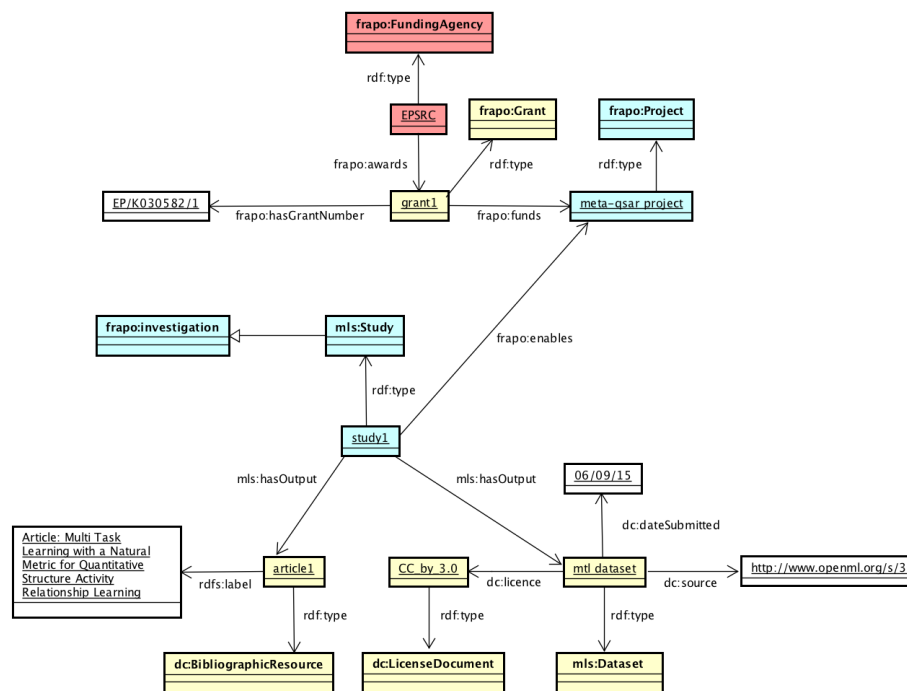 frapo:FundingAgency
rdf:type
EPSRC
frapo:Grant
frapo:Project
frapo:awards
rdf:type
rdf:type
EP/K030582/1
grant1
meta-qsar project
frapo:hasGrantNumber
frapo:funds
frapo:investigation
mls:Study
frapo:enables
rdf:type
study1
mls:hasOutput
mls:hasOutput
06/09/15
dc:dateSubmitted
Article: Multi Task
Learning with a Natural
Metric for Quantitative
Structure Activity
Relationship Learning
rdfs:label
article1
CC_by_3.0
dc:licence
mtl dataset
dc:source
http://www.openml.org/s/3
rdf:type
rdf:type
rdf:type
dc:BibliographicResource
dc:LicenseDocument
mls:Dataset